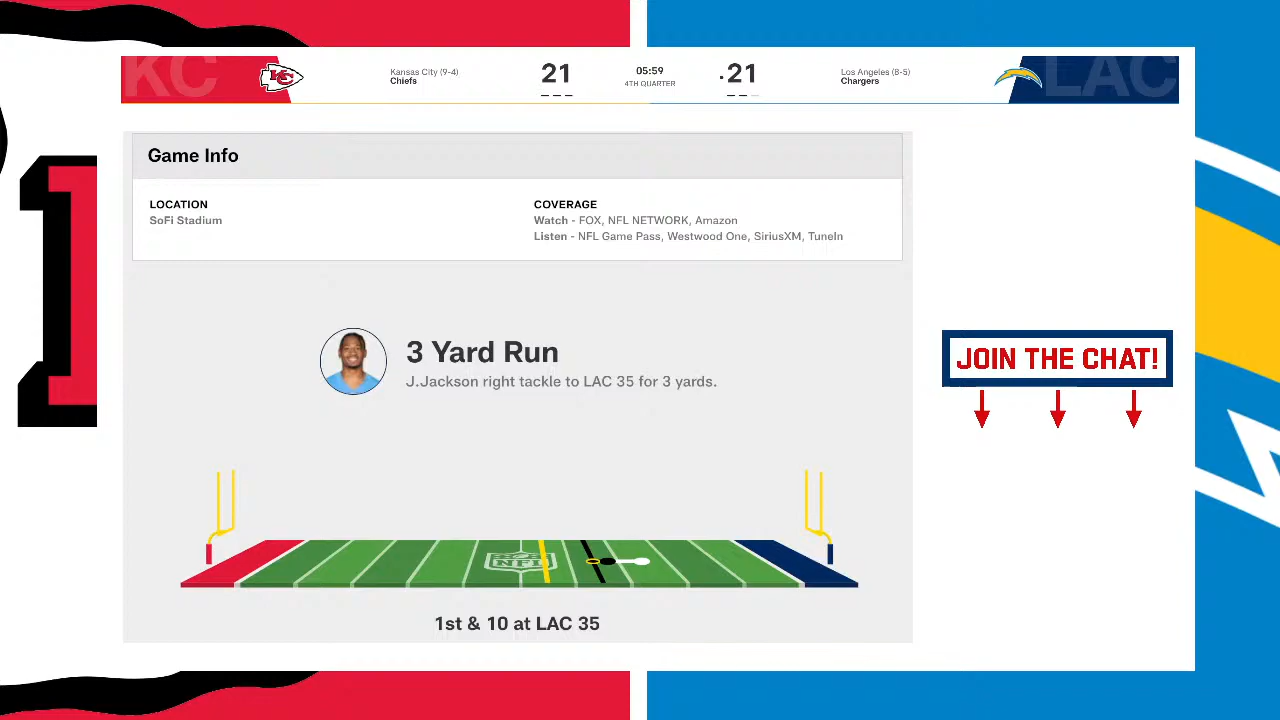 KC
KC
Kansas City (9-4)
Chiefs
21
05:59
4TH QUARTER
21
Los Angeles (8-5)
Chargers
LAC
Game Info
LOCATION
SoFi Stadium
COVERAGE
Watch - FOX, NFL NETWORK, Amazon
Listen - NFL Game Pass, Westwood One, SiriusXM, TuneIn
3 Yard Run
J.Jackson right tackle to LAC 35 for 3 yards.
JOIN THE CHAT!
NFL
1st & 10 at LAC 35